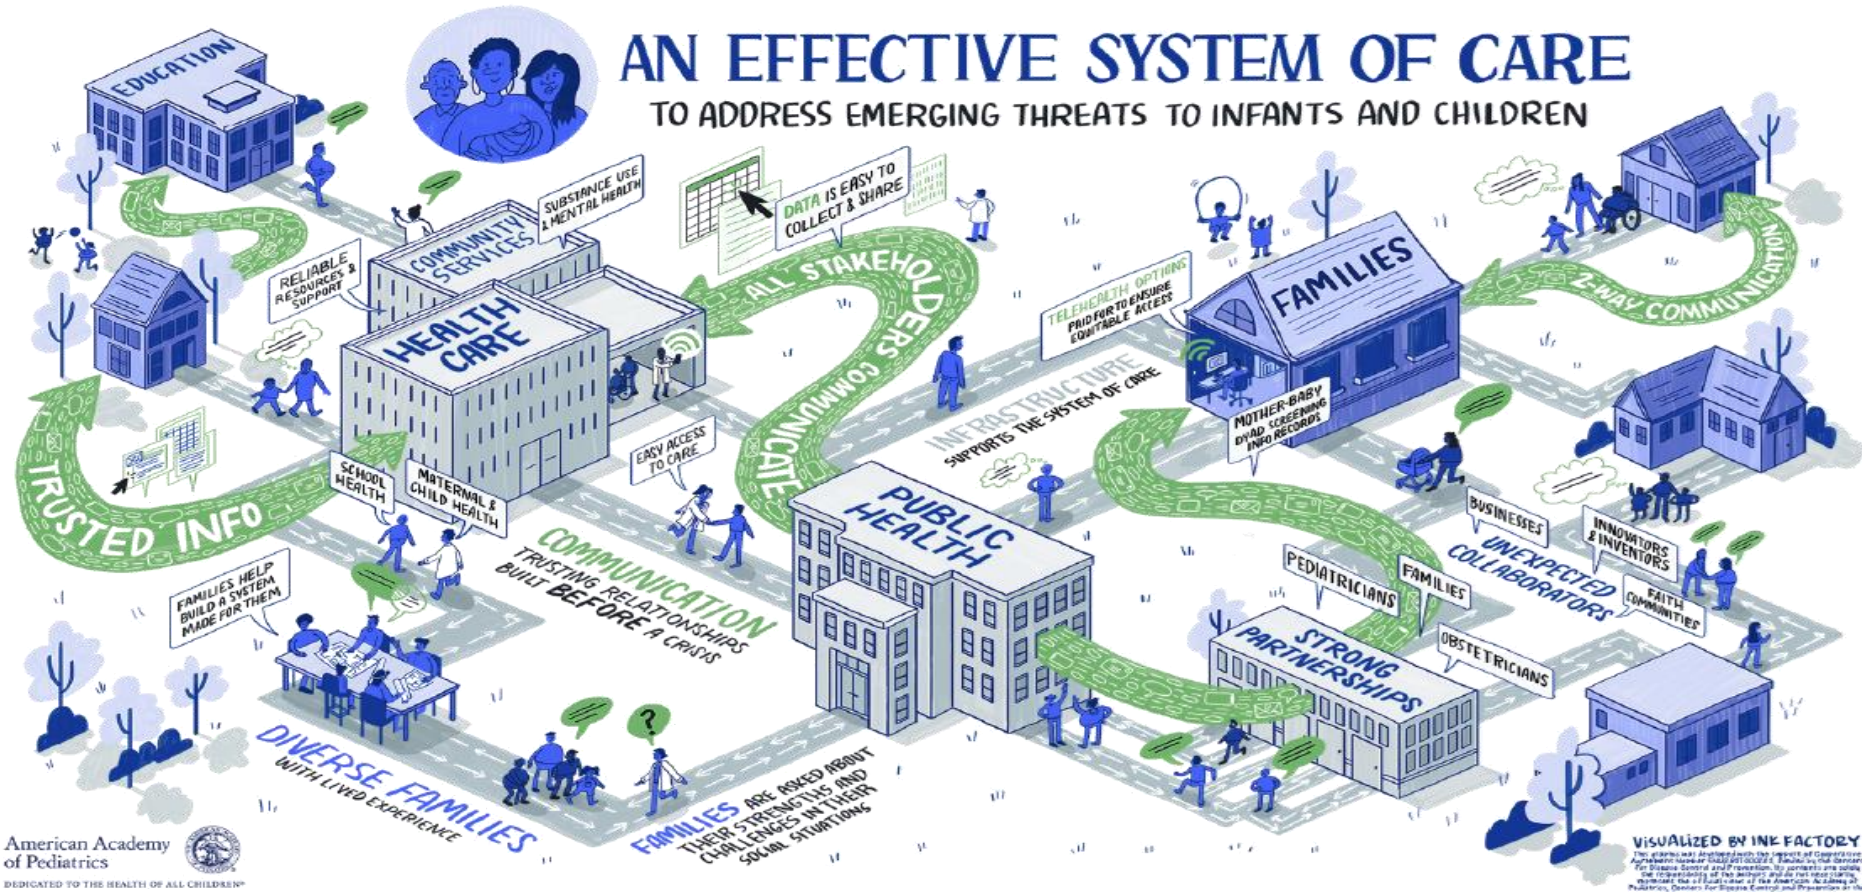 AN EFFECTIVE SYSTEM OF CARE
TO ADDRESS EMERGING THREATS TO INFANTS AND CHILDREN
EDUCATION
COMMUNITY
SERVICES
SUBSTANCE USE
& MENTAL HEALTH
RELIABLE
RESOURCES &
SUPPORT
HEALTH
CARE
DATA IS EASY TO
COLLECT & SHARE
ALL STAKEHOLDERS COMMUNICATE
TELEHEALTH OPTIONS
PAID FOR TO ENSURE
EQUITABLE ACCESS
FAMILIES
2-WAY COMMUNICATION
INFRASTRUCTURE
SUPPORTS THE SYSTEM OF CARE
MOTHER-BABY
DYAD SCREENING
INFO RECORDS
TRUSTED INFO
SCHOOL
HEALTH
MATERNAL &
CHILD HEALTH
EASY ACCESS
TO CARE
COMMUNICATION
TRUSTING RELATIONSHIPS
BUILT BEFORE A CRISIS
PUBLIC
HEALTH
BUSINESSES
INNOVATORS
& INVENTORS
UNEXPECTED
COLLABORATORS
FAITH
COMMUNITIES
PEDIATRICIANS
FAMILIES
OBSTETRICIANS
STRONG
PARTNERSHIPS
FAMILIES HELP
BUILD A SYSTEM
MADE FOR THEM
DIVERSE FAMILIES
WITH LIVED EXPERIENCE
?
FAMILIES ARE ASKED ABOUT
THEIR STRENGTHS AND
CHALLENGES IN THEIR
SOCIAL SITUATIONS
American Academy
of Pediatrics
DEDICATED TO THE HEALTH OF ALL CHILDREN®
VISUALIZED BY INK FACTORY